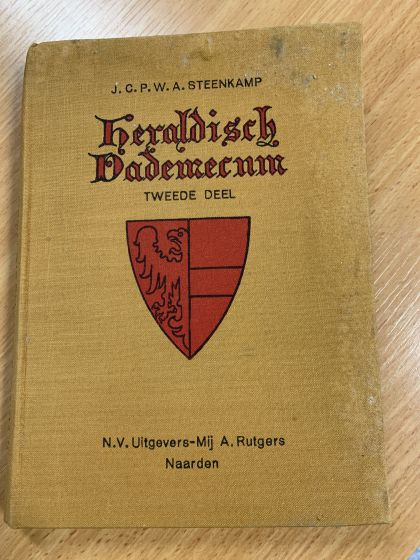 J. C. P. W. A. STEENKAMP
Heraldisch
Vademecum
TWEEDE DEEL
N.V. Uitgevers-Mij A. Rutgers
Naarden